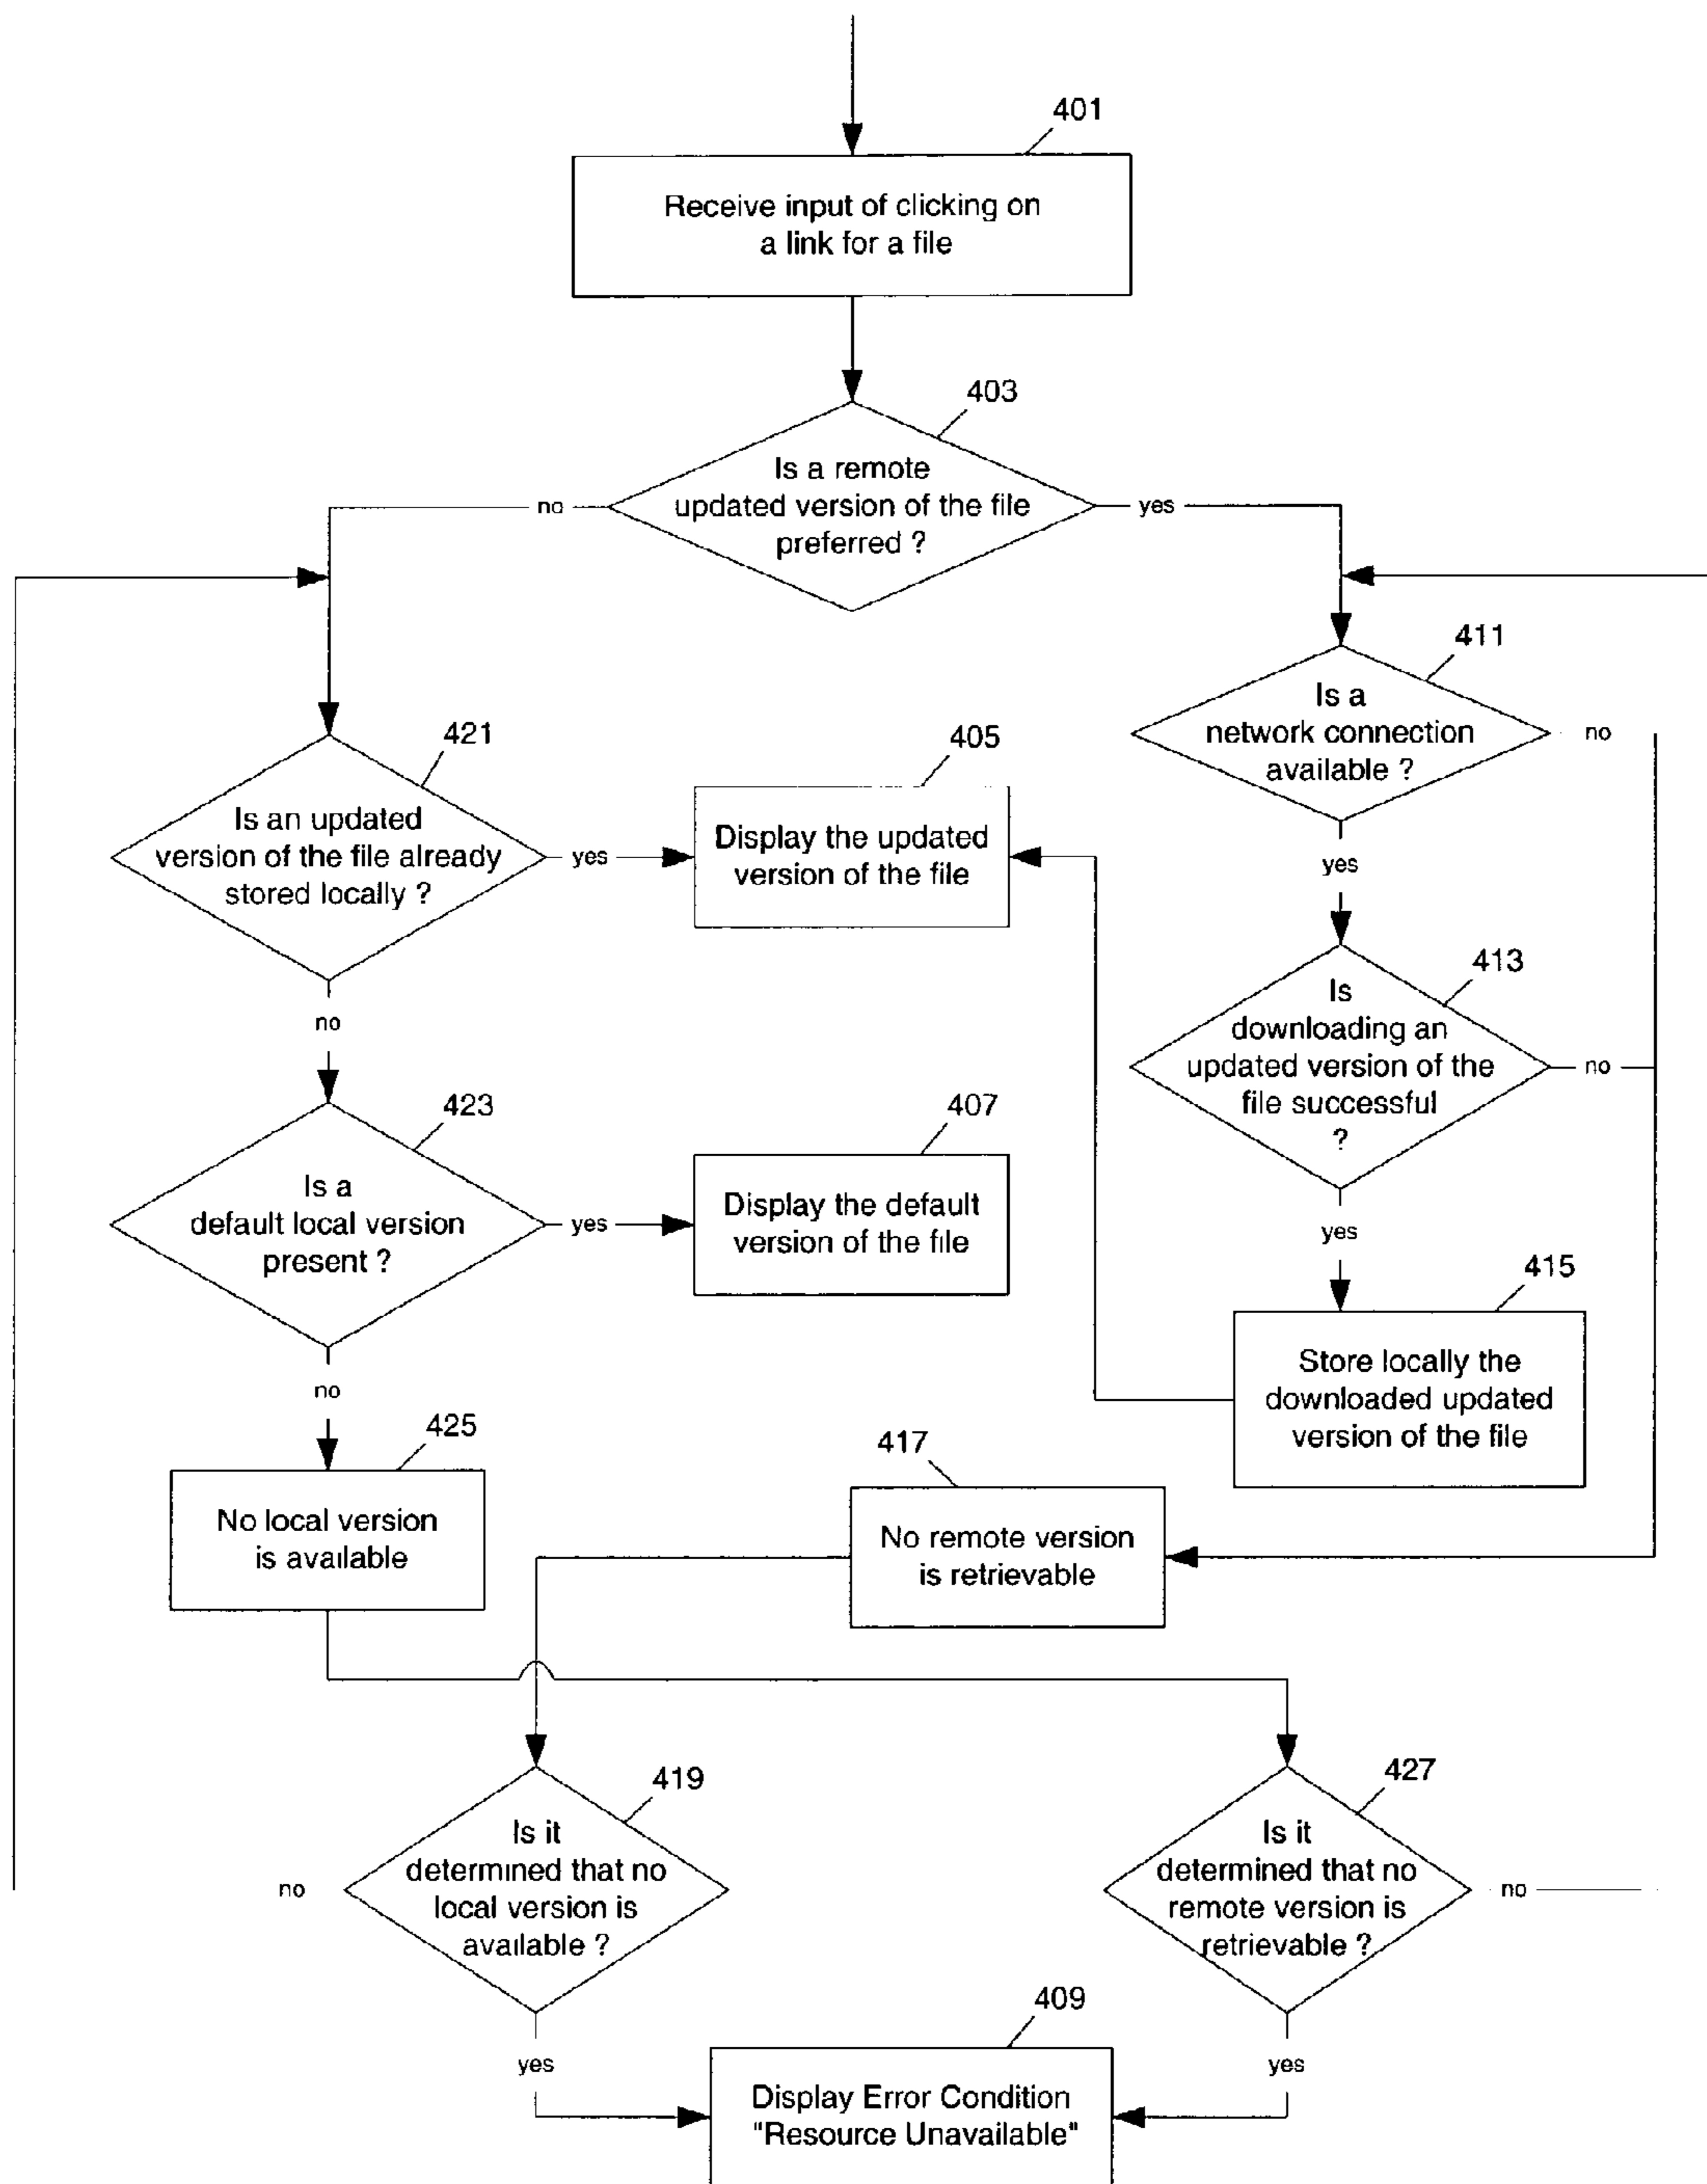 401
Receive input of clicking on
a link for a file
403
Is a remote
updated version of the file
preferred ?
no
yes
411
Is a
network connection
available ?
no
yes
421
Is an updated
version of the file already
stored locally ?
yes
no
405
Display the updated
version of the file
413
Is
downloading an
updated version of the
file successful
?
no
yes
423
Is a
default local version
present ?
yes
no
407
Display the default
version of the file
415
Store locally the
downloaded updated
version of the file
425
No local version
is available
417
No remote version
is retrievable
419
Is it
determined that no
local version is
available ?
no
yes
427
Is it
determined that no
remote version is
retrievable ?
no
yes
409
Display Error Condition
"Resource Unavailable"